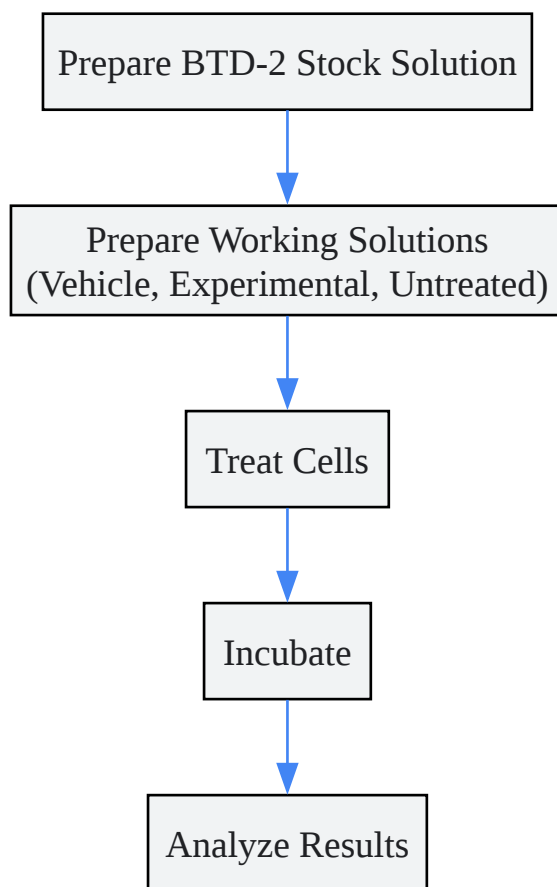 Prepare BTD-2 Stock Solution
Prepare Working Solutions
(Vehicle, Experimental, Untreated)
Treat Cells
Incubate
Analyze Results